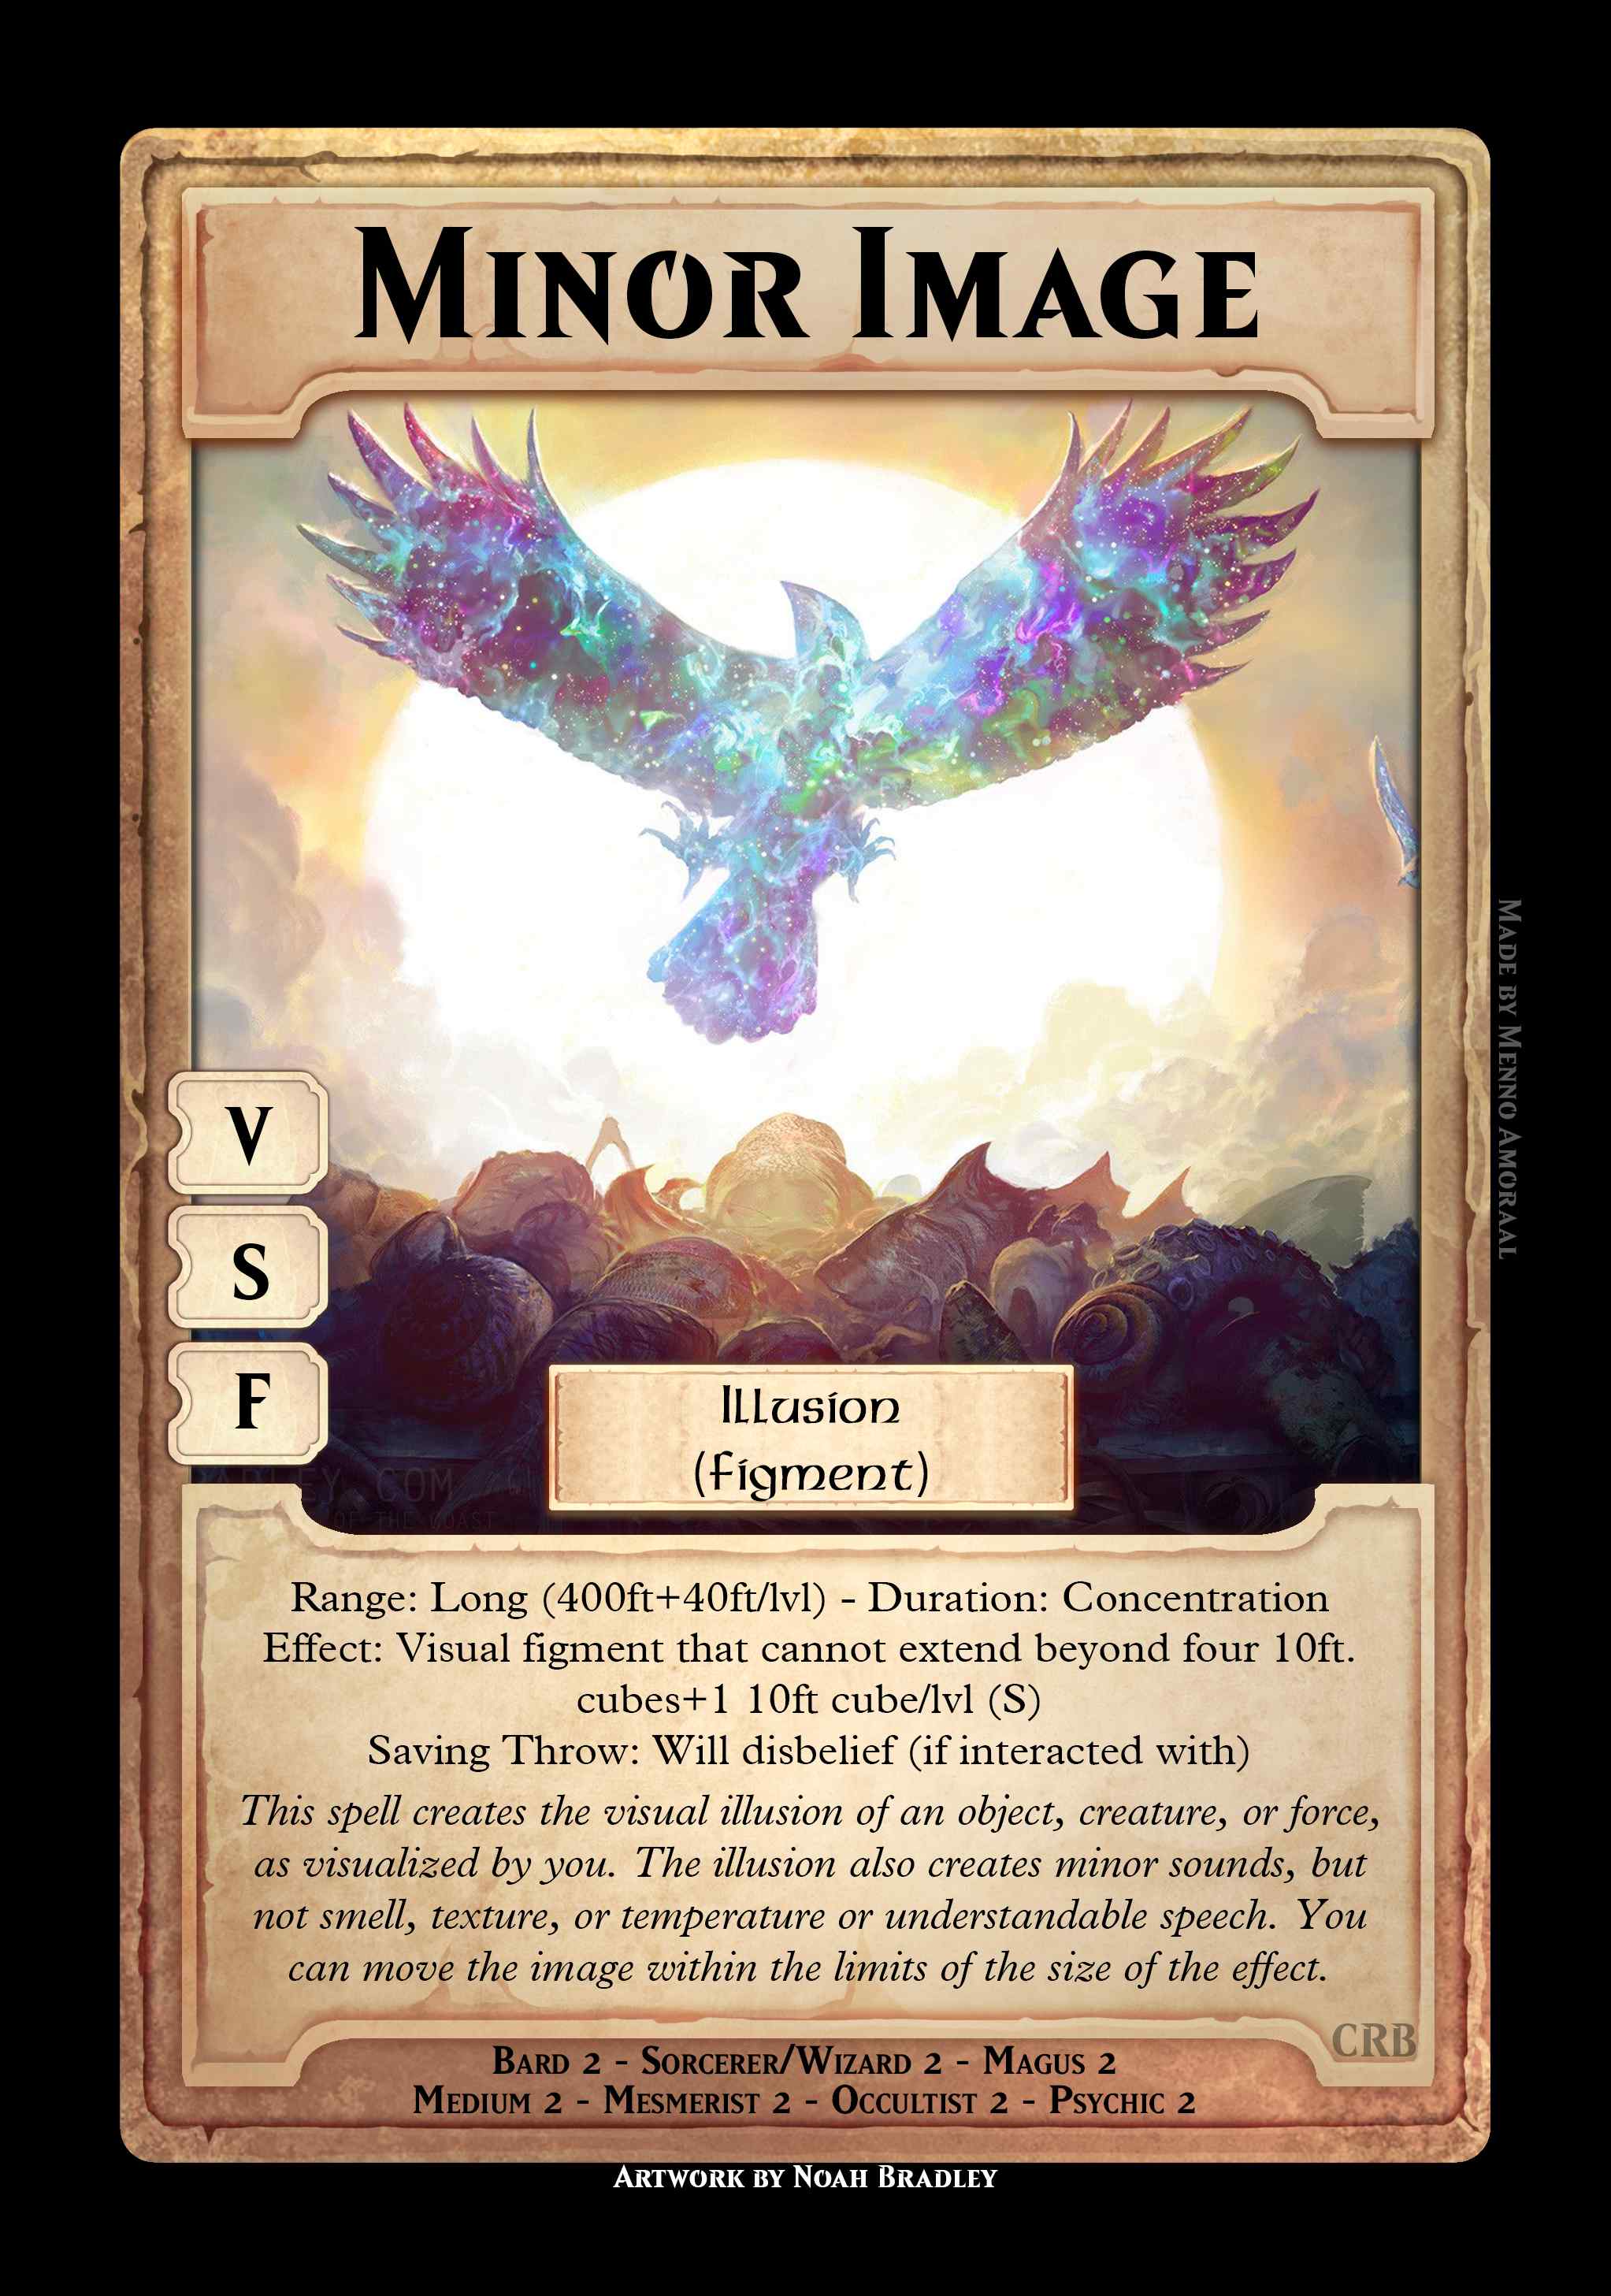 Minor Image
V
S
F
Illusion
(Figment)
Range: Long (400ft+40ft/lvl) - Duration: Concentration
Effect: Visual figment that cannot extend beyond four 10ft.
cubes+1 10ft cube/lvl (S)
Saving Throw: Will disbelief (if interacted with)
This spell creates the visual illusion of an object, creature, or force,
as visualized by you. The illusion also creates minor sounds, but
not smell, texture, or temperature or understandable speech. You
can move the image within the limits of the size of the effect.
CRB
Bard 2 - Sorcerer/Wizard 2 - Magus 2
Medium 2 - Mesmerist 2 - Occultist 2 - Psychic 2
Artwork by Noah Bradley
Made by Menno Amoraal
.COM
OF THE COAST